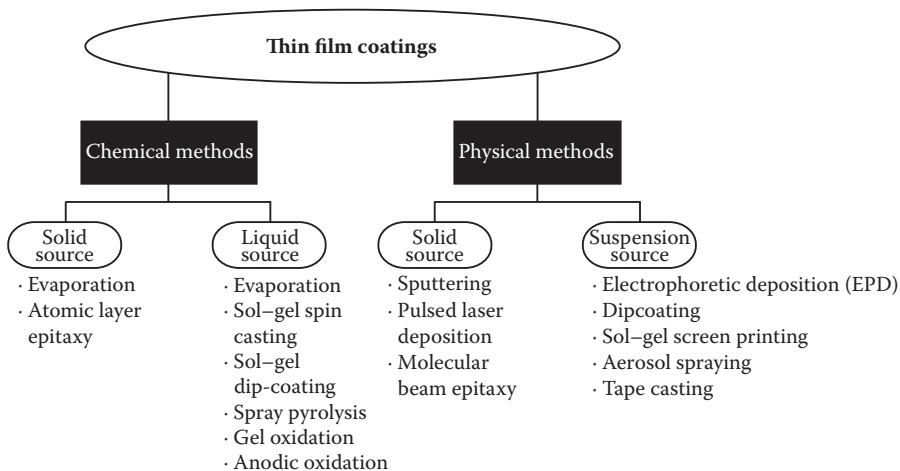 Thin film coatings
Chemical methods
Physical methods
Solid
source
· Evaporation
· Atomic layer
epitaxy
Liquid
source
· Evaporation
· Sol–gel spin
casting
· Sol–gel
dip-coating
· Spray pyrolysis
· Gel oxidation
· Anodic oxidation
Solid
source
· Sputtering
· Pulsed laser
deposition
· Molecular
beam epitaxy
Suspension
source
· Electrophoretic deposition (EPD)
· Dipcoating
· Sol–gel screen printing
· Aerosol spraying
· Tape casting